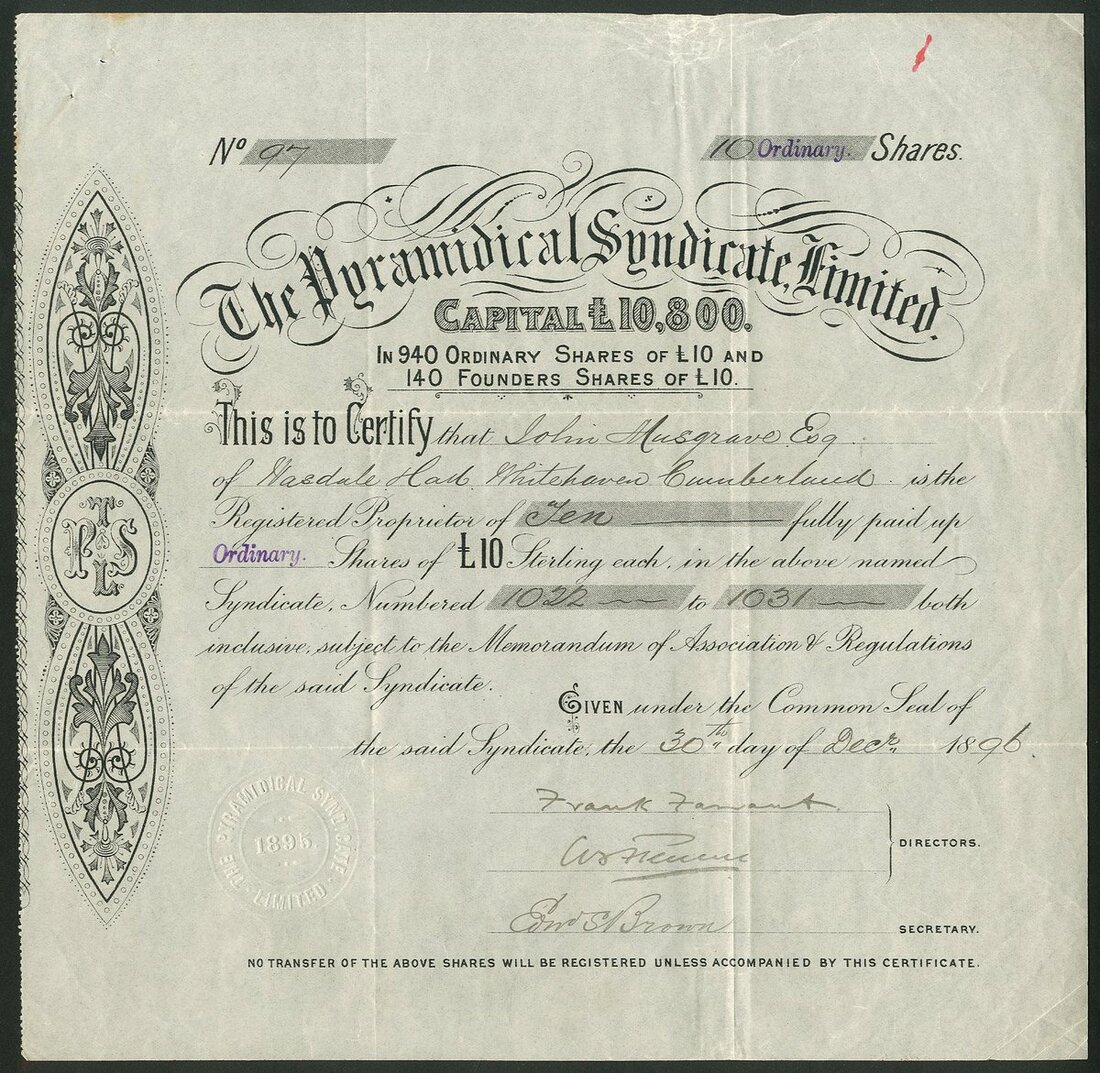 No 97
10 Ordinary. Shares.
The Pyramidical Syndicate, Limited.
CAPITAL £10,800.
IN 940 ORDINARY SHARES OF £10 AND
140 FOUNDERS SHARES OF £10.
This is to Certify that John Musgrave Esq
of Wasdale Hall Whitehaven Cumberland. is the
Registered Proprietor of Ten fully paid up
Ordinary. Shares of £10 Sterling each, in the above named
Syndicate, Numbered 1022 to 1031 both
inclusive, subject to the Memorandum of Association & Regulations
of the said Syndicate.
GIVEN under the Common Seal of
the said Syndicate, the 30th day of Decr. 1896.
TPSL
THE PYRAMIDICAL SYNDICATE LIMITED
1895.
Frank
DIRECTORS.
Edwd S Brown
SECRETARY.
NO TRANSFER OF THE ABOVE SHARES WILL BE REGISTERED UNLESS ACCOMPANIED BY THIS CERTIFICATE.